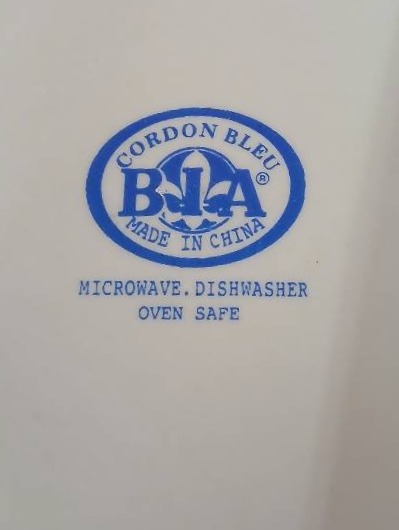 CORDON BLEU
BIA®
MADE IN CHINA
MICROWAVE.DISHWASHER
OVEN SAFE